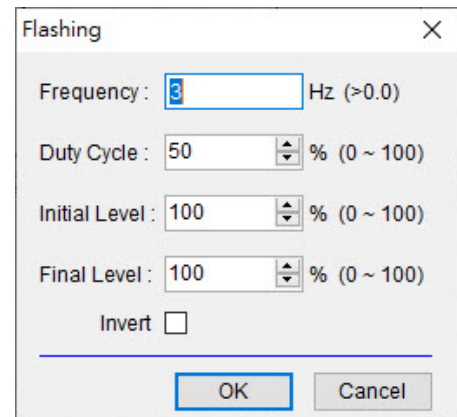 Flashing
Frequency : 3 Hz (>0.0)
Duty Cycle : 50 % (0 ~ 100)
Initial Level : 100 % (0 ~ 100)
Final Level : 100 % (0 ~ 100)
Invert
OK Cancel